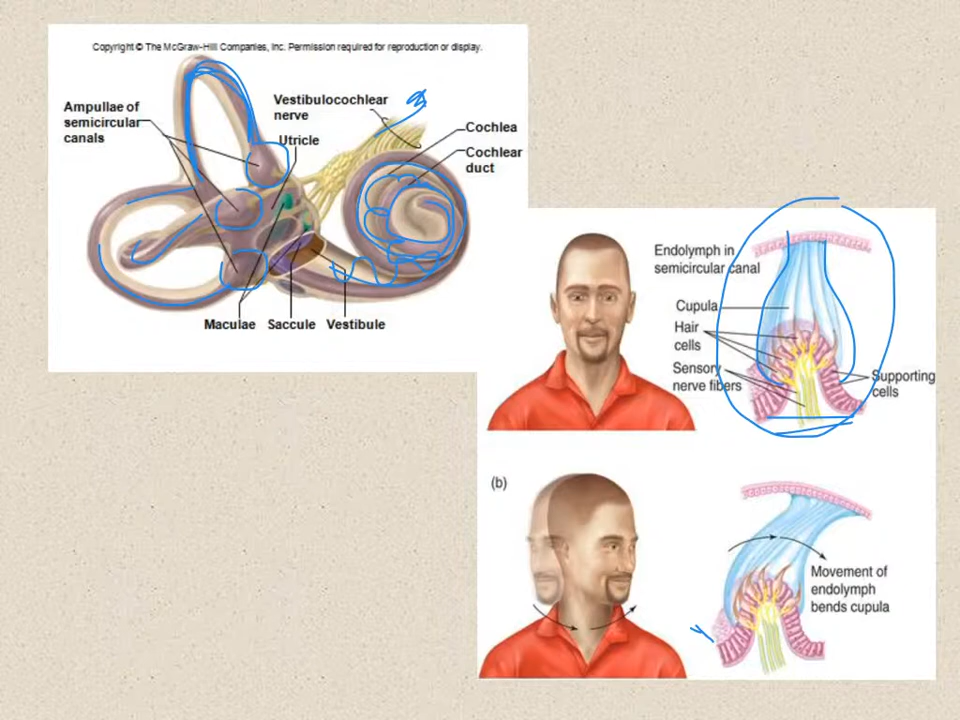 Copyright © The McGraw-Hill Companies, Inc. Permission required for reproduction or display.
Ampullae of
semicircular
canals
Vestibulocochlear
nerve
Utricle
Cochlea
Cochlear
duct
Maculae
Saccule
Vestibule
Endolymph in
semicircular canal
Cupula
Hair
cells
Sensory
nerve fibers
Supporting
cells
(b)
Movement of
endolymph
bends cupula